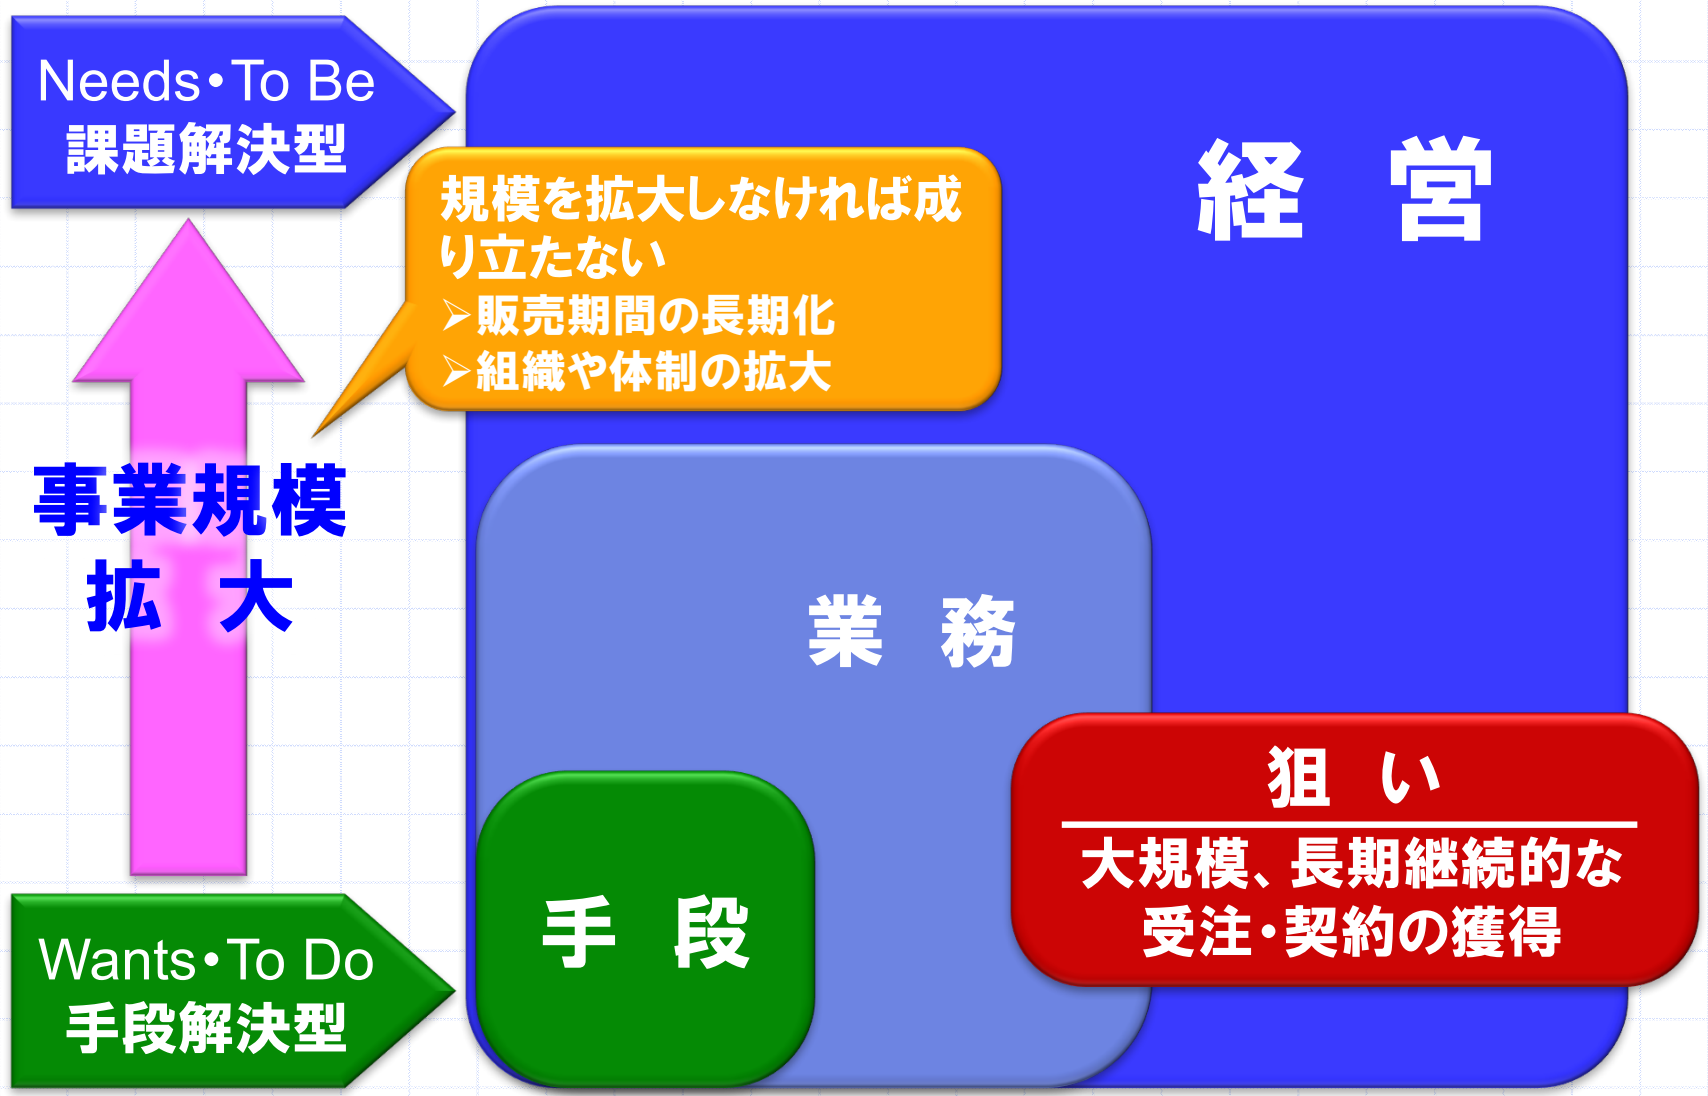 Needs・To Be
課題解決型
経　営
規模を拡大しなければ成
り立たない
➢販売期間の長期化
➢組織や体制の拡大
事業規模
拡　大
業　務
狙　い
大規模、長期継続的な
受注・契約の獲得
手　段
Wants・To Do
手段解決型